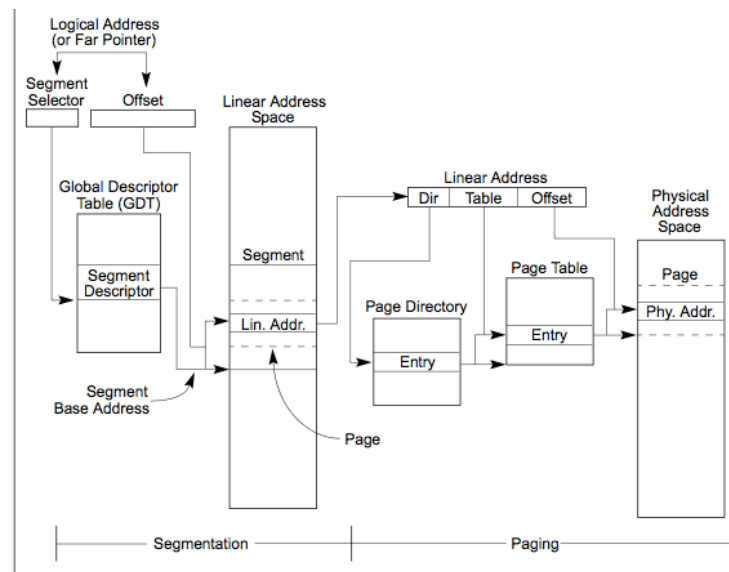 Logical Address
(or Far Pointer)
Segment
Selector
Offset
Linear Address
Space
Global Descriptor
Table (GDT)
Segment
Descriptor
Segment
Base Address
Segment
Lin. Addr.
Page
Linear Address
Dir
Table
Offset
Page Directory
Entry
Page Table
Entry
Physical
Address
Space
Page
Phy. Addr.
Segmentation
Paging